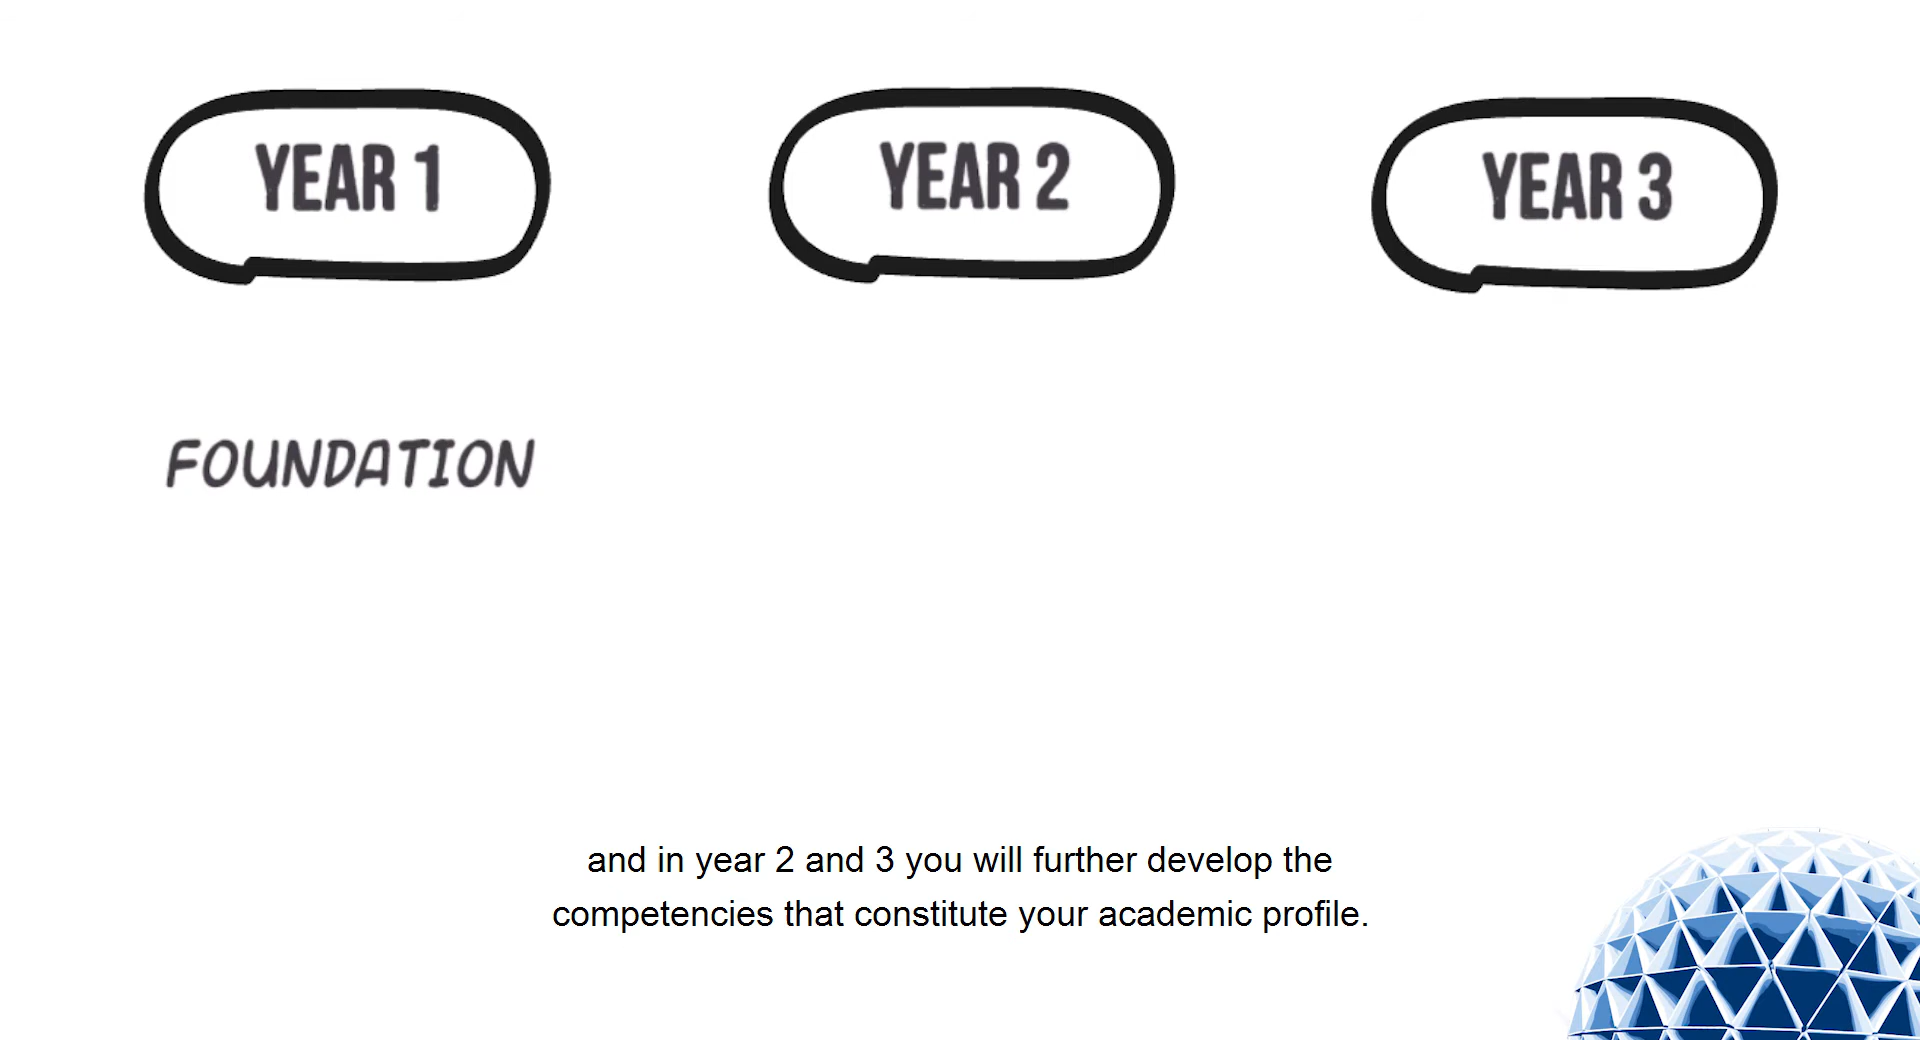 YEAR 1
YEAR 2
YEAR 3
FOUNDATION
and in year 2 and 3 you will further develop the
competencies that constitute your academic profile.